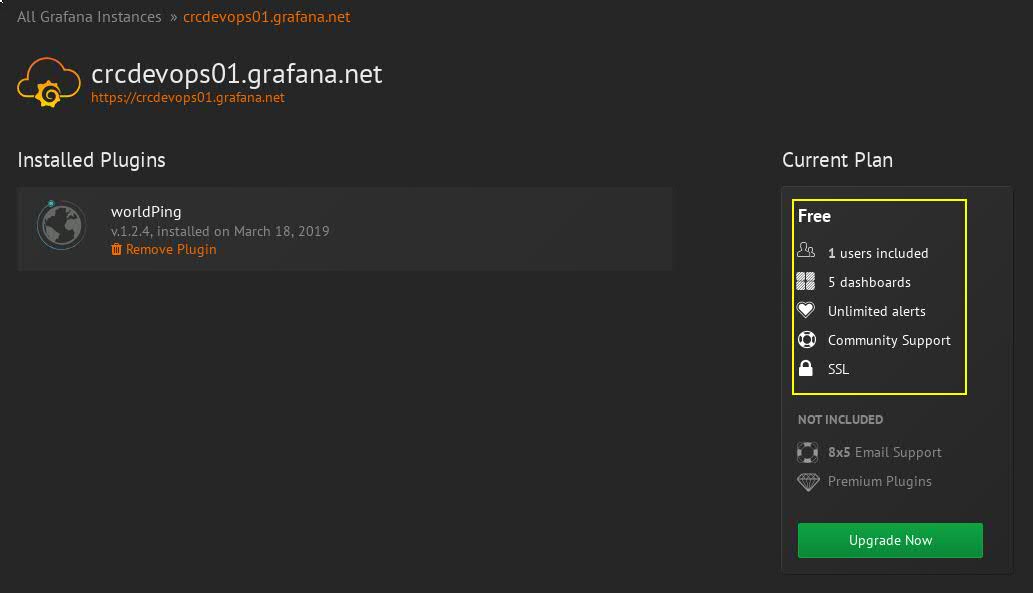 All Grafana Instances » crcdevops01.grafana.net
crcdevops01.grafana.net
https://crcdevops01.grafana.net
Installed Plugins
worldPing
v.1.2.4, installed on March 18, 2019
Remove Plugin
Current Plan
Free
1 users included
5 dashboards
Unlimited alerts
Community Support
SSL
NOT INCLUDED
8x5 Email Support
Premium Plugins
Upgrade Now